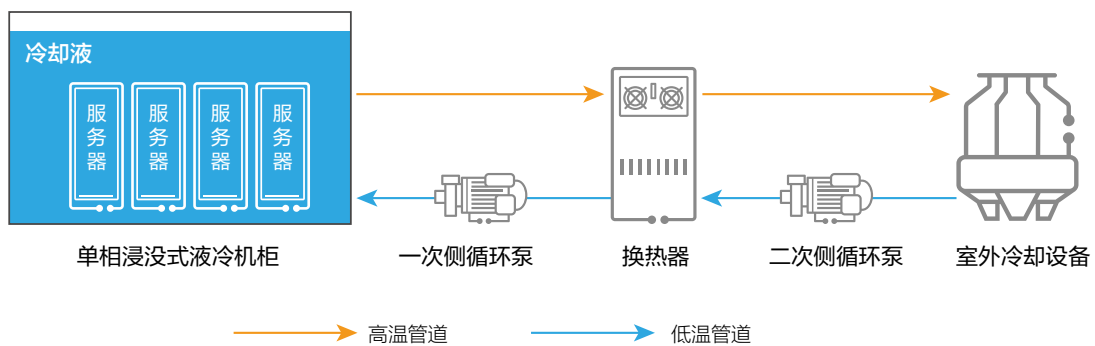 冷却液
服务器
服务器
服务器
服务器
单相浸没式液冷机柜
一次侧循环泵
换热器
二次侧循环泵
室外冷却设备
高温管道
低温管道